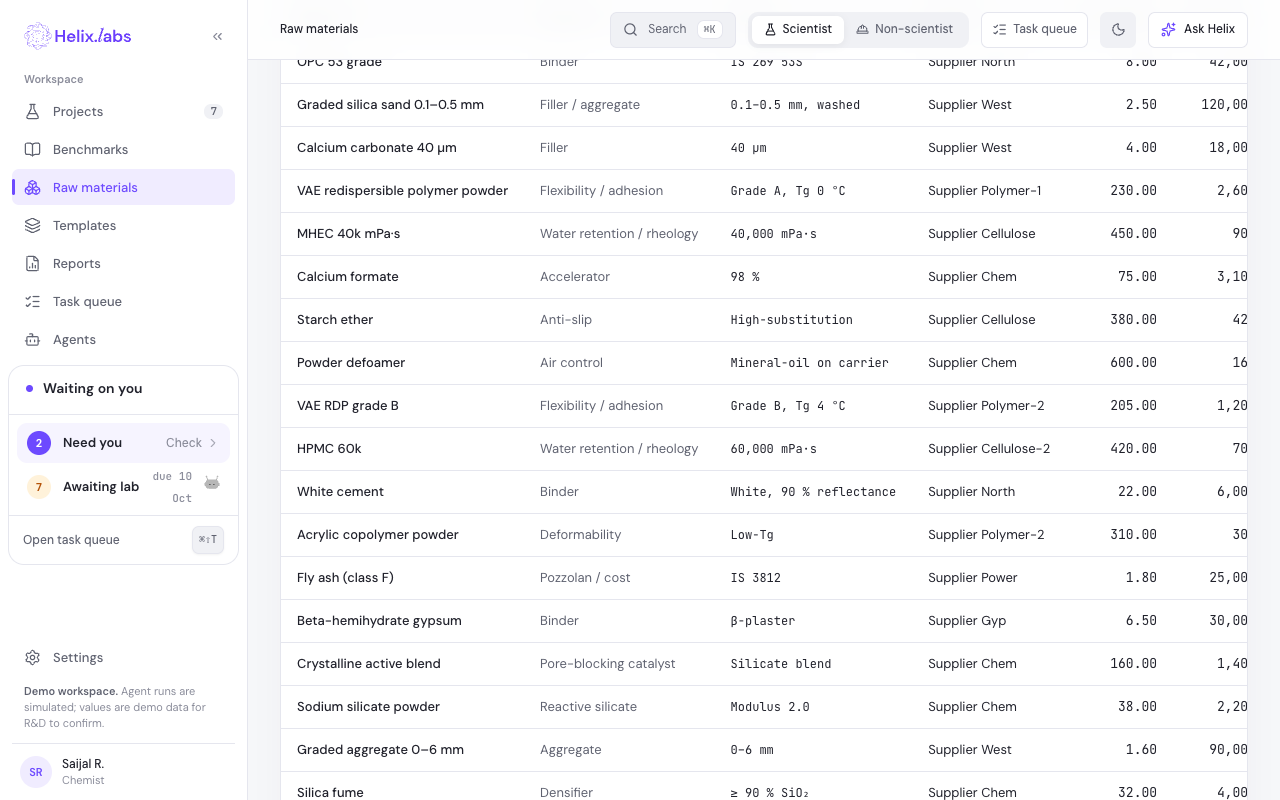 Helix.labs
Raw materials
Search ⌘K
Scientist
Non-scientist
Task queue
Ask Helix
Workspace
Projects 7
Benchmarks
Raw materials
Templates
Reports
Task queue
Agents
Waiting on you
2 Need you Check
7 Awaiting lab due 10 Oct
Open task queue ⌘⇧T
Settings
Demo workspace. Agent runs are
simulated; values are demo data for
R&D to confirm.
SR Saijal R.
Chemist
OPC 53 grade Binder IS 269 53S Supplier North 8.00 42,00
Graded silica sand 0.1–0.5 mm Filler / aggregate 0.1–0.5 mm, washed Supplier West 2.50 120,00
Calcium carbonate 40 µm Filler 40 µm Supplier West 4.00 18,00
VAE redispersible polymer powder Flexibility / adhesion Grade A, Tg 0 °C Supplier Polymer-1 230.00 2,60
MHEC 40k mPa·s Water retention / rheology 40,000 mPa·s Supplier Cellulose 450.00 90
Calcium formate Accelerator 98 % Supplier Chem 75.00 3,10
Starch ether Anti-slip High-substitution Supplier Cellulose 380.00 42
Powder defoamer Air control Mineral-oil on carrier Supplier Chem 600.00 16
VAE RDP grade B Flexibility / adhesion Grade B, Tg 4 °C Supplier Polymer-2 205.00 1,20
HPMC 60k Water retention / rheology 60,000 mPa·s Supplier Cellulose-2 420.00 70
White cement Binder White, 90 % reflectance Supplier North 22.00 6,00
Acrylic copolymer powder Deformability Low-Tg Supplier Polymer-2 310.00 30
Fly ash (class F) Pozzolan / cost IS 3812 Supplier Power 1.80 25,00
Beta-hemihydrate gypsum Binder β-plaster Supplier Gyp 6.50 30,00
Crystalline active blend Pore-blocking catalyst Silicate blend Supplier Chem 160.00 1,40
Sodium silicate powder Reactive silicate Modulus 2.0 Supplier Chem 38.00 2,20
Graded aggregate 0–6 mm Aggregate 0–6 mm Supplier West 1.60 90,00
Silica fume Densifier ≥ 90 % SiO₂ Supplier Chem 32.00 4,00